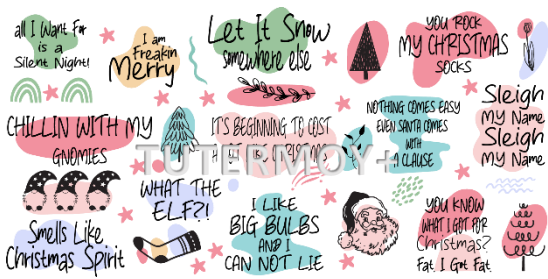 all I Want For
is a
Silent Night!
I am
Freakin
Merry
Let It Snow
somewhere else
YOU ROCK
MY CHRISTMAS
SOCKS
CHILLIN WITH MY
GNOMIES
IT'S BEGINNING TO COST
A LOT LIKE CHRISTMAS
NOTHING COMES EASY
EVEN SANTA COMES
WITH
A CLAUSE
Sleigh
My Name
Sleigh
My Name
TUTERMOY+
Smells Like
Christmas Spirit
WHAT THE
ELF?!
I LIKE
BIG BULBS
AND I
CAN NOT LIE
YOU KNOW
WHAT I GOT FOR
Christmas?
Fat. I Got Fat